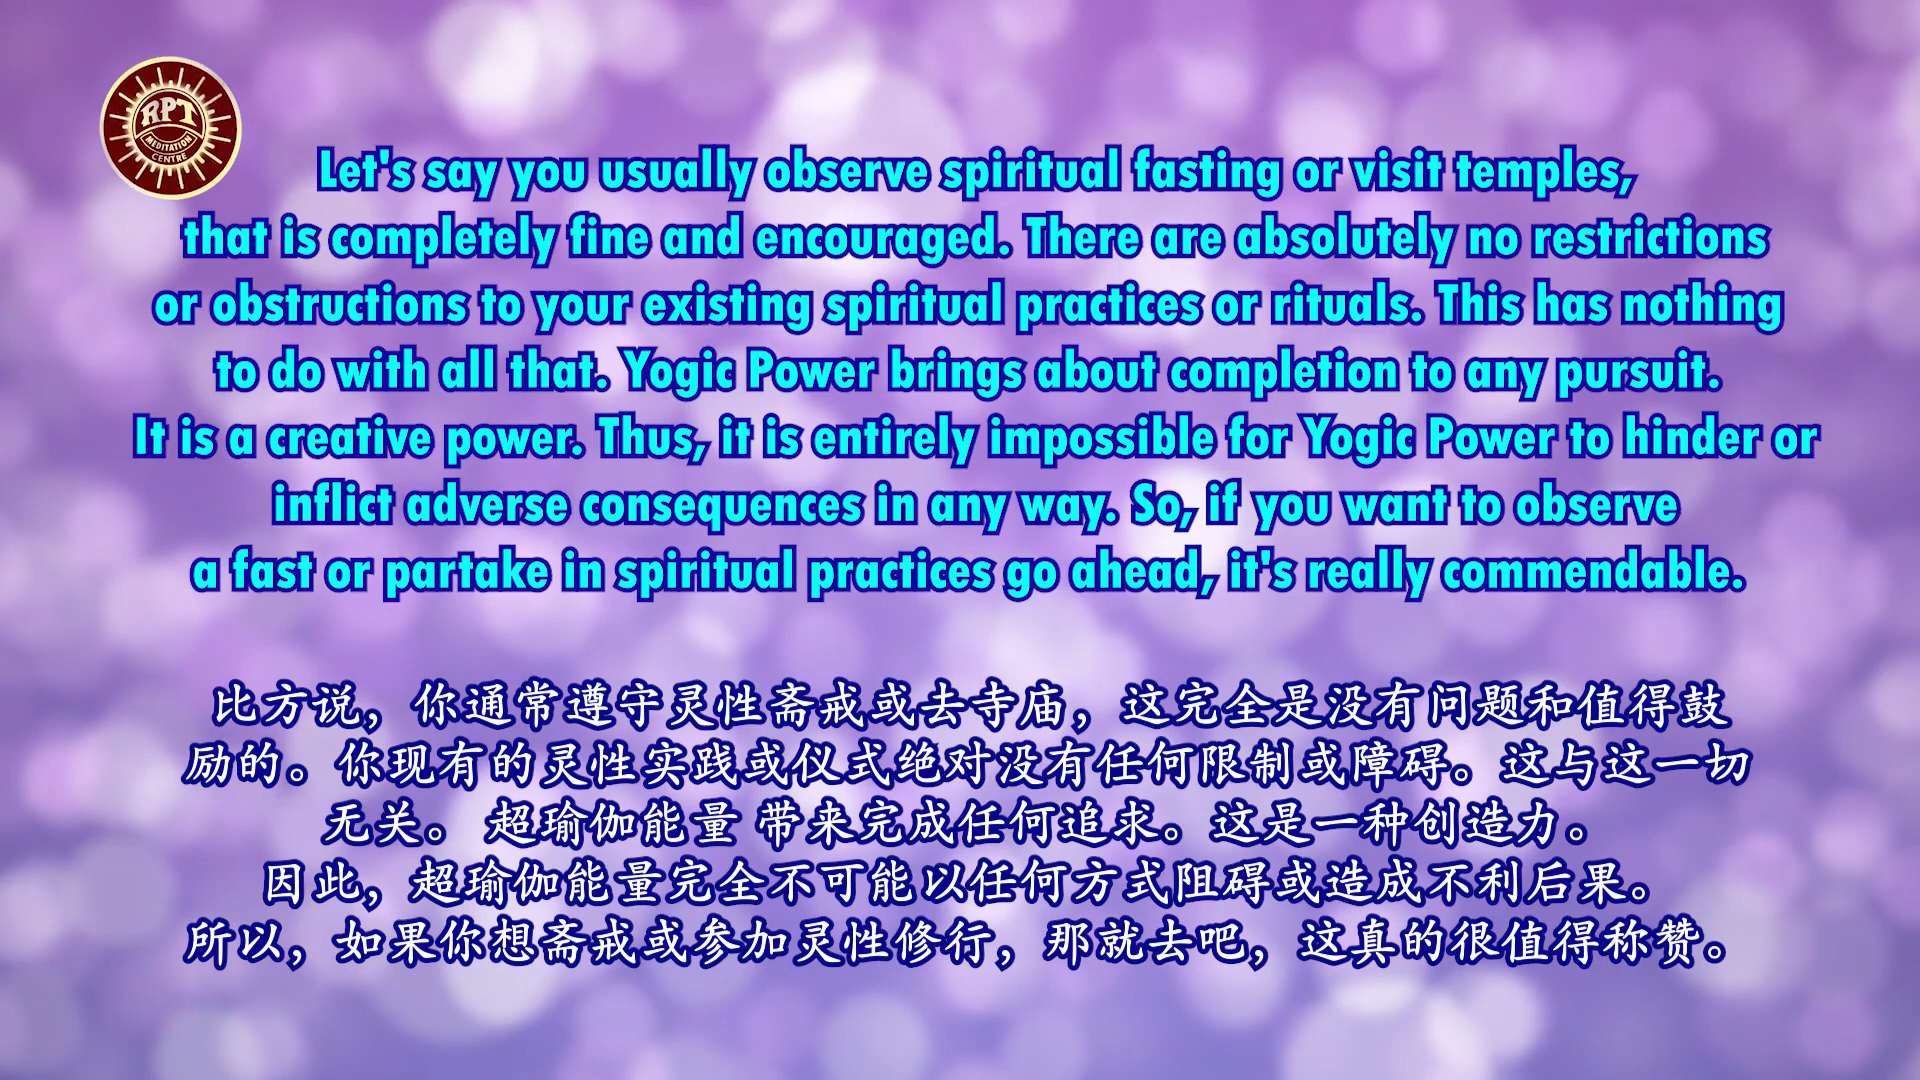 RPT
MEDITATION
CENTRE
Let's say you usually observe spiritual fasting or visit temples,
that is completely fine and encouraged. There are absolutely no restrictions
or obstructions to your existing spiritual practices or rituals. This has nothing
to do with all that. Yogic Power brings about completion to any pursuit.
It is a creative power. Thus, it is entirely impossible for Yogic Power to hinder or
inflict adverse consequences in any way. So, if you want to observe
a fast or partake in spiritual practices go ahead, it's really commendable.
比方说，你通常遵守灵性斋戒或去寺庙，这完全是没有问题和值得鼓
励的。你现有的灵性实践或仪式绝对没有任何限制或障碍。这与这一切
无关。 超瑜伽能量 带来完成任何追求。这是一种创造力。
因此，超瑜伽能量完全不可能以任何方式阻碍或造成不利后果。
所以，如果你想斋戒或参加灵性修行，那就去吧，这真的很值得称赞。